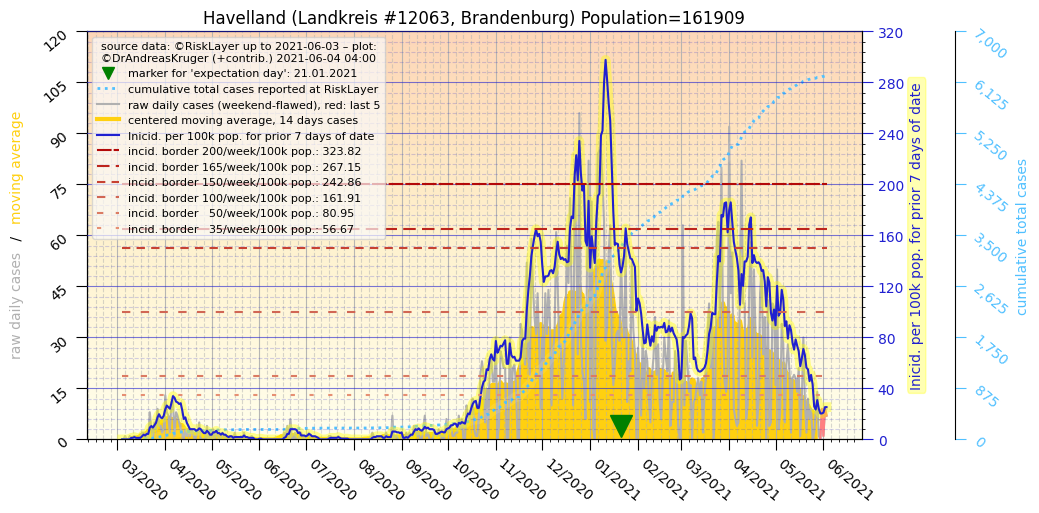 Havelland (Landkreis #12063, Brandenburg) Population=161909
source data: ©RiskLayer up to 2021-06-03 – plot:
©DrAndreasKruger (+contrib.) 2021-06-04 04:00
marker for 'expectation day': 21.01.2021
cumulative total cases reported at RiskLayer
raw daily cases (weekend-flawed), red: last 5
centered moving average, 14 days cases
Inicid. per 100k pop. for prior 7 days of date
incid. border 200/week/100k pop.: 323.82
incid. border 165/week/100k pop.: 267.15
incid. border 150/week/100k pop.: 242.86
incid. border 100/week/100k pop.: 161.91
incid. border 50/week/100k pop.: 80.95
incid. border 35/week/100k pop.: 56.67
raw daily cases / moving average
120
105
90
75
60
45
30
15
0
03/2020
04/2020
05/2020
06/2020
07/2020
08/2020
09/2020
10/2020
11/2020
12/2020
01/2021
02/2021
03/2021
04/2021
05/2021
06/2021
320
280
240
200
160
120
80
40
0
Inicid. per 100k pop. for prior 7 days of date
7,000
6,125
5,250
4,375
3,500
2,625
1,750
875
0
cumulative total cases